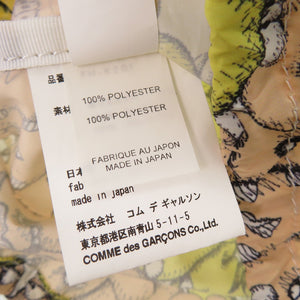 品番
素材
100% POLYESTER
100% POLYESTER
FABRIQUE AU JAPON
MADE IN JAPAN
日本
fab
made in japan
株式会社 コム デ ギャルソン
東京都港区南青山5-11-5
COMME des GARÇONS Co., Ltd.